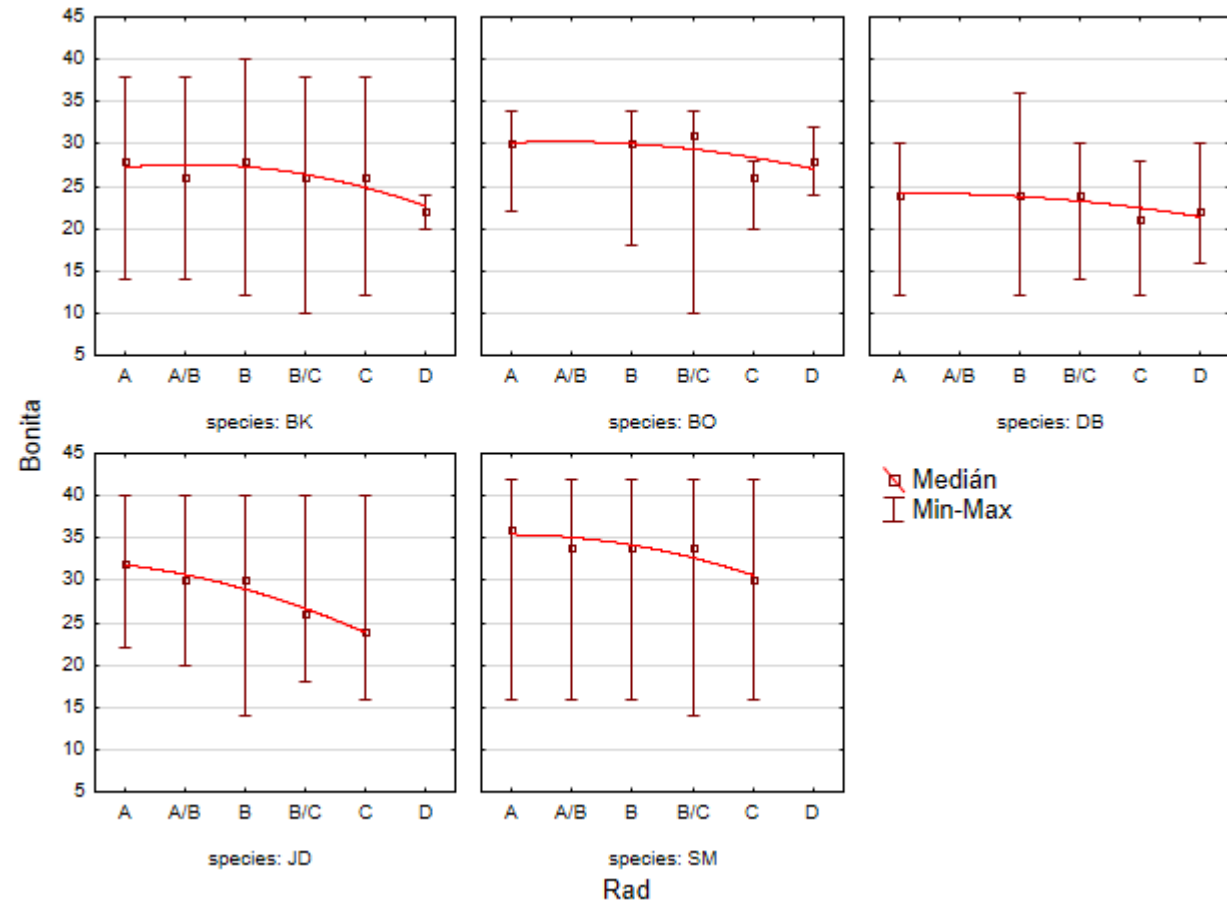 45
40
35
30
25
20
15
10
5
A A/B B B/C C D
A A/B B B/C C D
A A/B B B/C C D
species: BK
species: BO
species: DB
Bonita
45
40
35
30
25
20
15
10
5
A A/B B B/C C D
A A/B B B/C C D
species: JD
species: SM
Medián
Min-Max
Rad